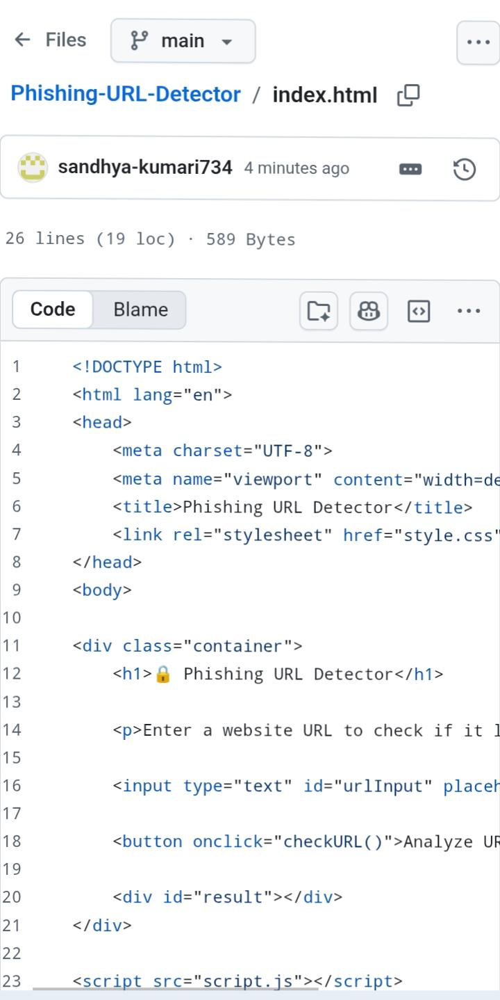 Files main
Phishing-URL-Detector / index.html
sandhya-kumari734 4 minutes ago
26 lines (19 loc) · 589 Bytes
Code Blame
1 <!DOCTYPE html>
2 <html lang="en">
3 <head>
4 <meta charset="UTF-8">
5 <meta name="viewport" content="width=de
6 <title>Phishing URL Detector</title>
7 <link rel="stylesheet" href="style.css"
8 </head>
9 <body>
10
11 <div class="container">
12 <h1>🔒 Phishing URL Detector</h1>
13
14 <p>Enter a website URL to check if it l
15
16 <input type="text" id="urlInput" placeh
17
18 <button onclick="checkURL()">Analyze UR
19
20 <div id="result"></div>
21 </div>
22
23 <script src="script.js"></script>